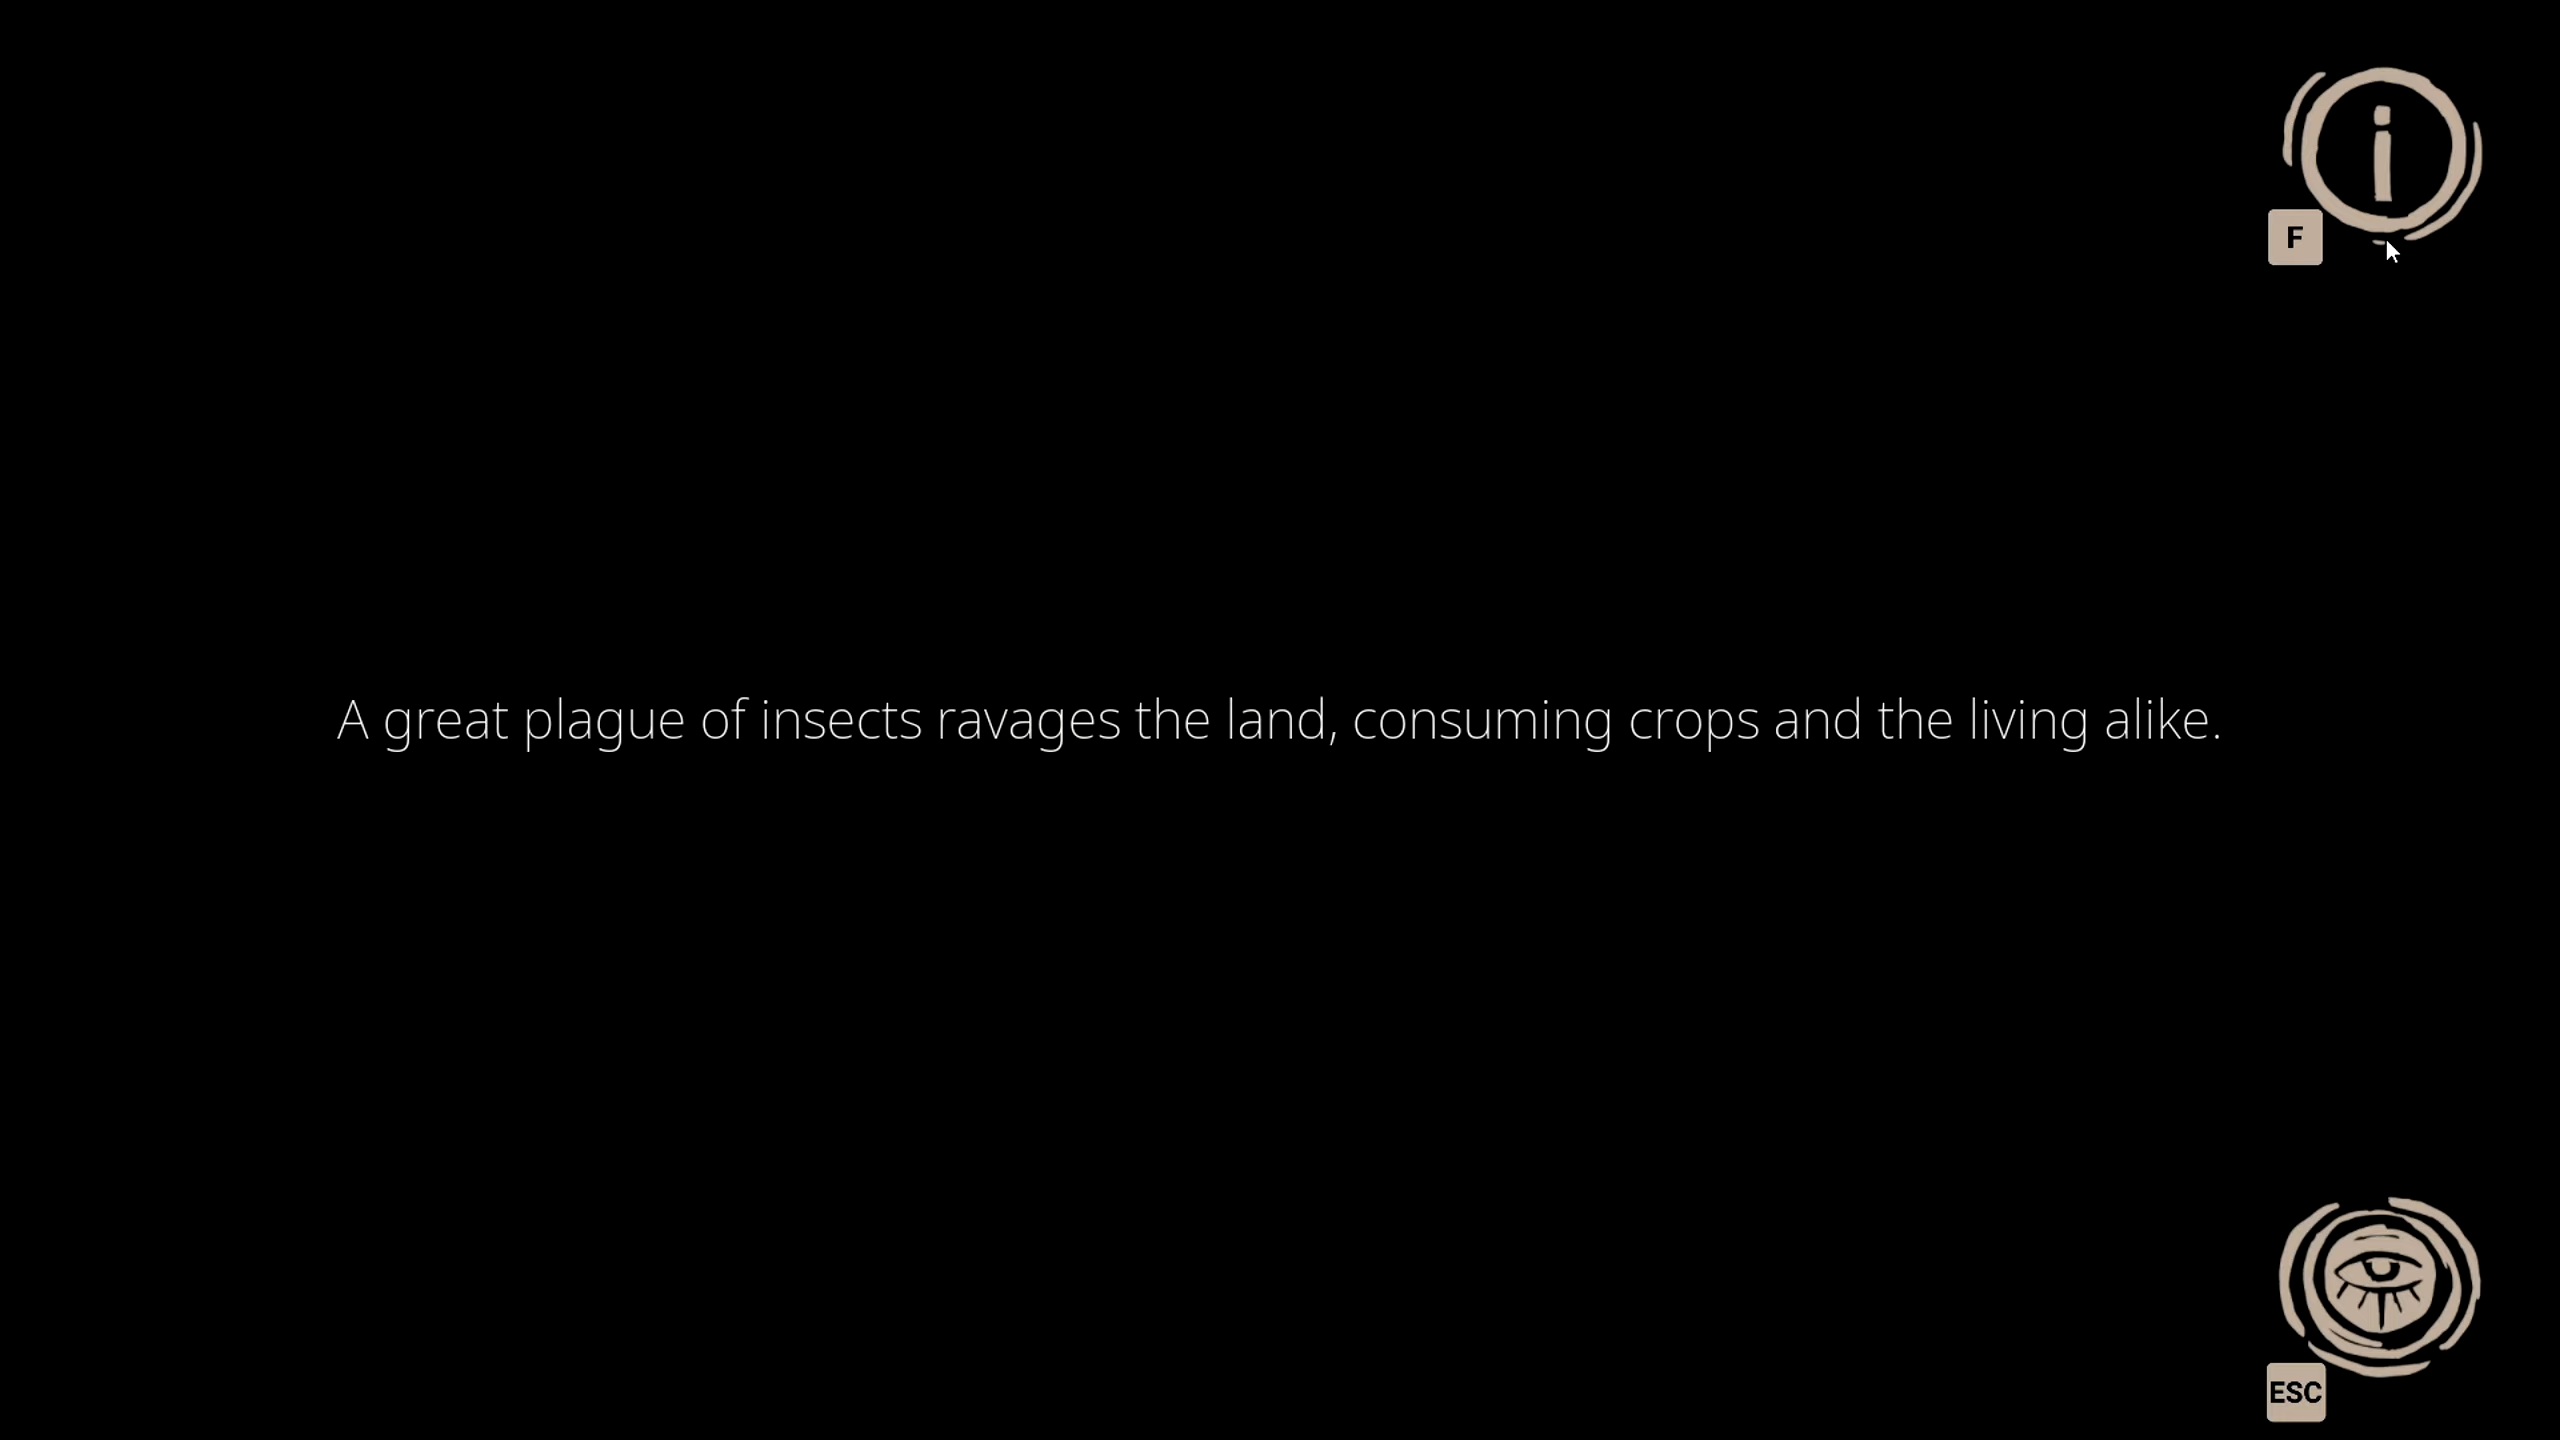 i
F
A great plague of insects ravages the land, consuming crops and the living alike.
ESC